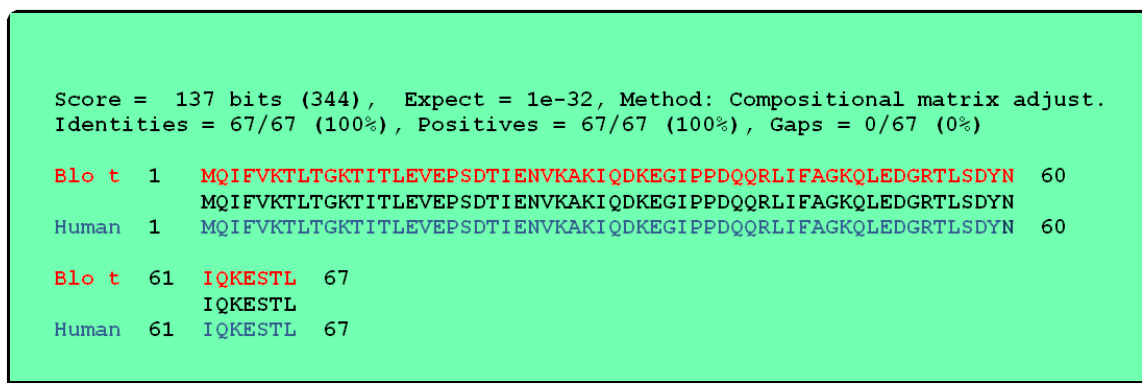 Score =  137 bits (344),  Expect = 1e-32, Method: Compositional matrix adjust.
Identities = 67/67 (100%), Positives = 67/67 (100%), Gaps = 0/67 (0%)
Blo t  1  MQIFVKTLTGKTITLEVEPSDTIENVKAKIQDKEGIPPDQQRLIFAGKQLEDGRTLSDYN  60
MQIFVKTLTGKTITLEVEPSDTIENVKAKIQDKEGIPPDQQRLIFAGKQLEDGRTLSDYN
Human  1  MQIFVKTLTGKTITLEVEPSDTIENVKAKIQDKEGIPPDQQRLIFAGKQLEDGRTLSDYN  60
Blo t  61  IQKESTL  67
IQKESTL
Human  61  IQKESTL  67